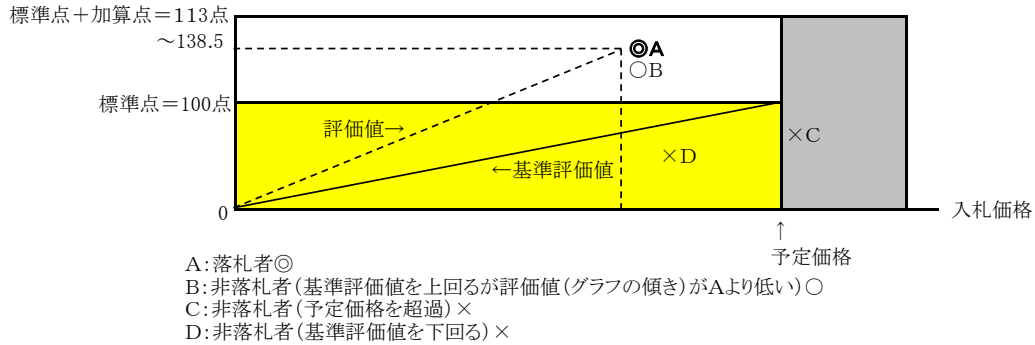 標準点＋加算点＝113点
～138.5
◎A
○B
標準点＝100点
評価値→
×C
×D
←基準評価値
0
入札価格
↑
予定価格
A：落札者◎
B：非落札者（基準評価値を上回るが評価値（グラフの傾き）がAより低い）○
C：非落札者（予定価格を超過）×
D：非落札者（基準評価値を下回る）×